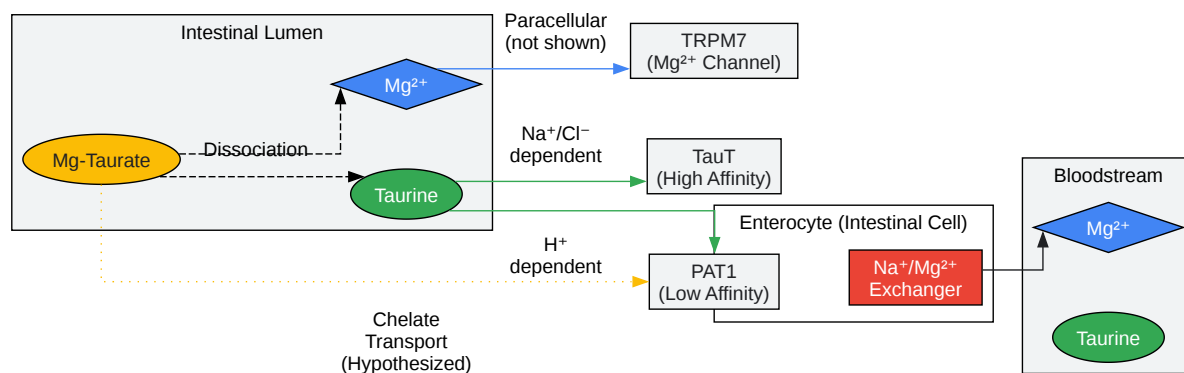 Intestinal Lumen
Mg²⁺
Mg-Taurate
Dissociation
Taurine
Paracellular
(not shown)
TRPM7
(Mg²⁺ Channel)
Na⁺/Cl⁻
dependent
TauT
(High Affinity)
Enterocyte (Intestinal Cell)
H⁺
dependent
PAT1
(Low Affinity)
Na⁺/Mg²⁺
Exchanger
Chelate
Transport
(Hypothesized)
Bloodstream
Mg²⁺
Taurine